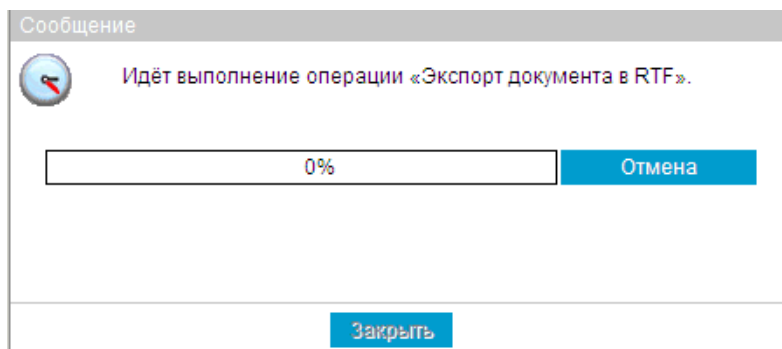 Сообщение
Идёт выполнение операции «Экспорт документа в RTF».
0% Отмена
Закрыть